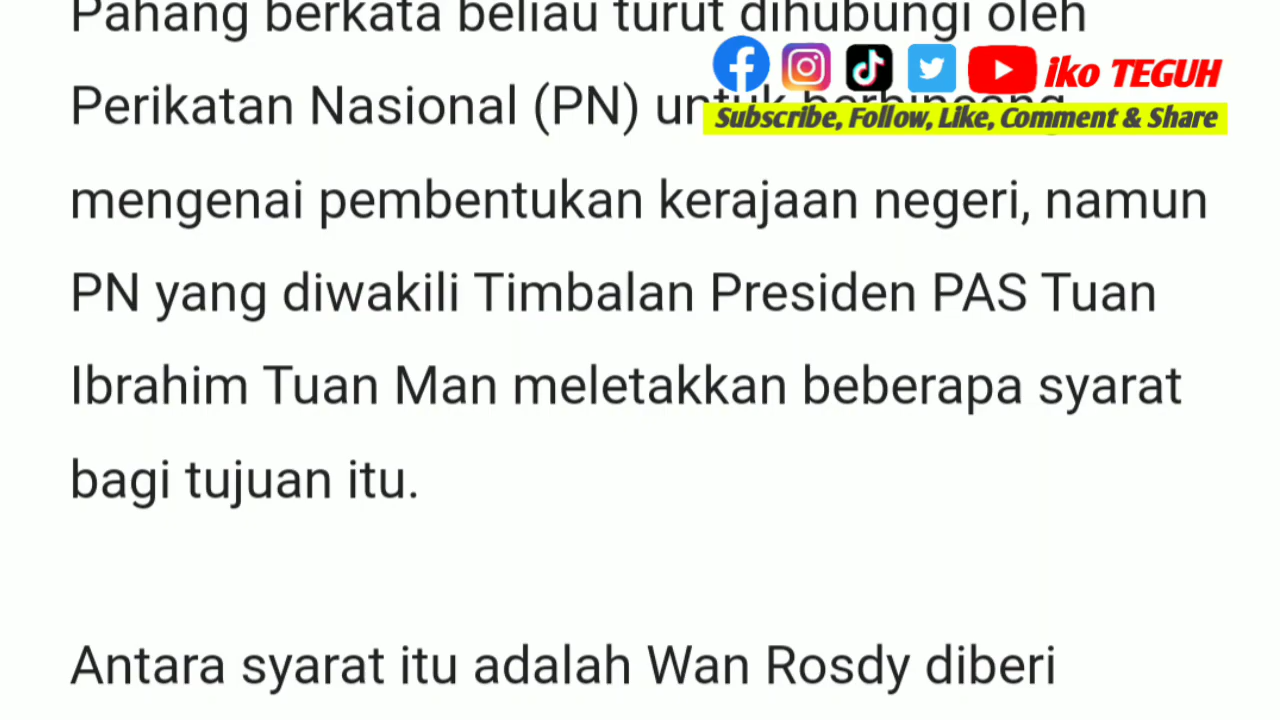 Pahang berkata beliau turut dihubungi oleh
iko TEGUH
Perikatan Nasional (PN) untuk berbincang
Subscribe, Follow, Like, Comment & Share
mengenai pembentukan kerajaan negeri, namun
PN yang diwakili Timbalan Presiden PAS Tuan
Ibrahim Tuan Man meletakkan beberapa syarat
bagi tujuan itu.
Antara syarat itu adalah Wan Rosdy diberi